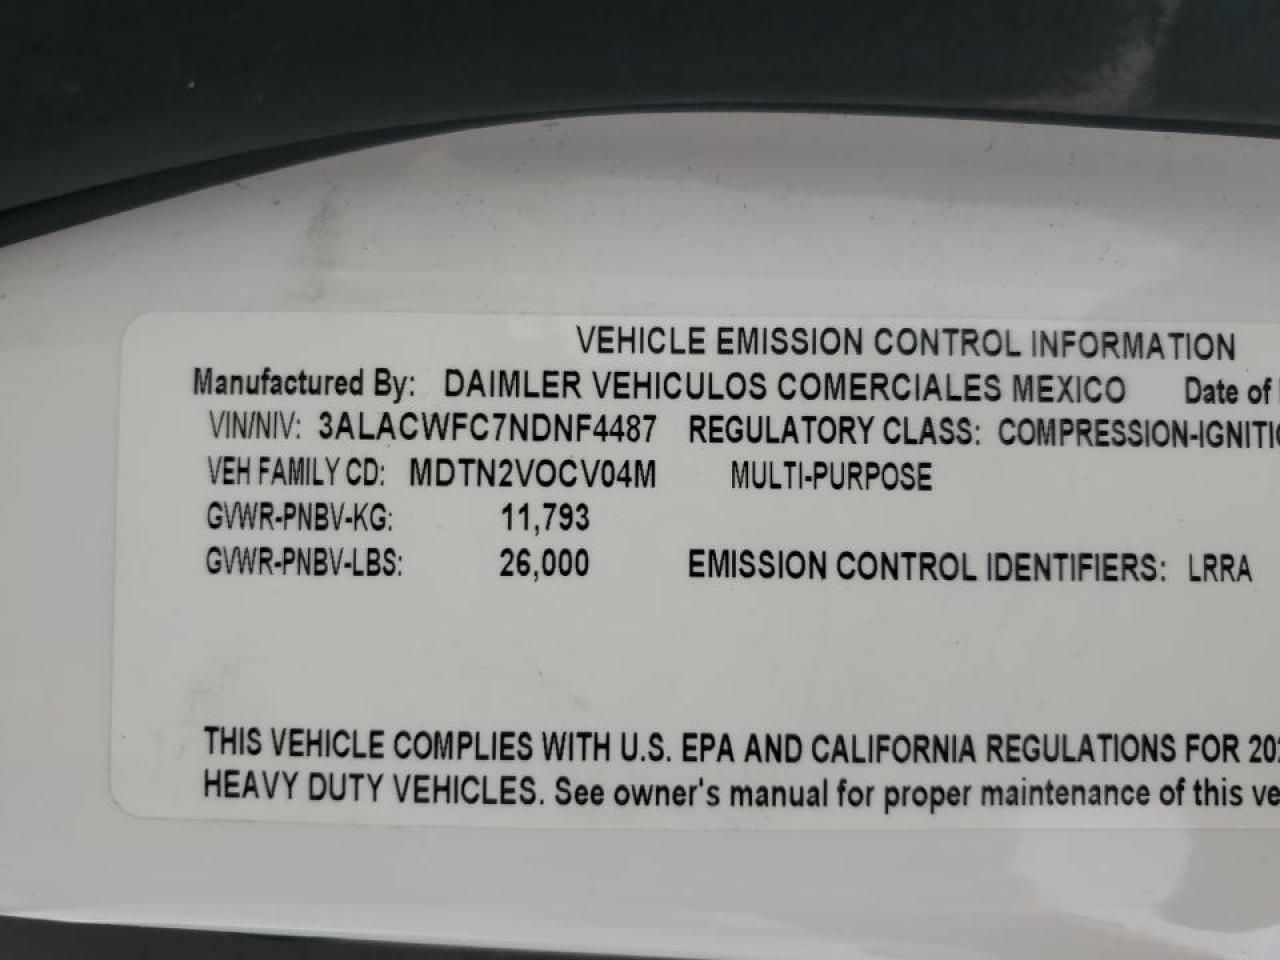 VEHICLE EMISSION CONTROL INFORMATION
Manufactured By: DAIMLER VEHICULOS COMERCIALES MEXICO Date of
VIN/NIV: 3ALACWFC7NDNF4487 REGULATORY CLASS: COMPRESSION-IGNITIO
VEH FAMILY CD: MDTN2VOCV04M MULTI-PURPOSE
GVWR-PNBV-KG: 11,793
GVWR-PNBV-LBS: 26,000 EMISSION CONTROL IDENTIFIERS: LRRA
THIS VEHICLE COMPLIES WITH U.S. EPA AND CALIFORNIA REGULATIONS FOR
HEAVY DUTY VEHICLES. See owner's manual for proper maintenance of this ve